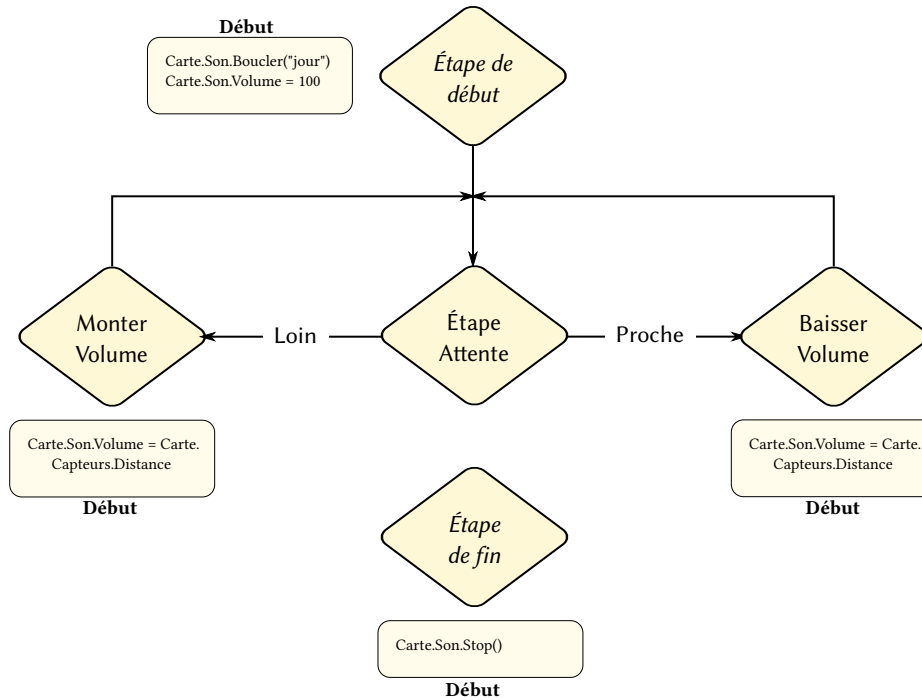 Début
Carte.Son.Boucler("jour")
Carte.Son.Volume = 100
Étape de
début
Monter
Volume
Loin
Étape
Attente
Proche
Baisser
Volume
Carte.Son.Volume = Carte.
Capteurs.Distance
Début
Carte.Son.Volume = Carte.
Capteurs.Distance
Début
Étape
de fin
Carte.Son.Stop()
Début